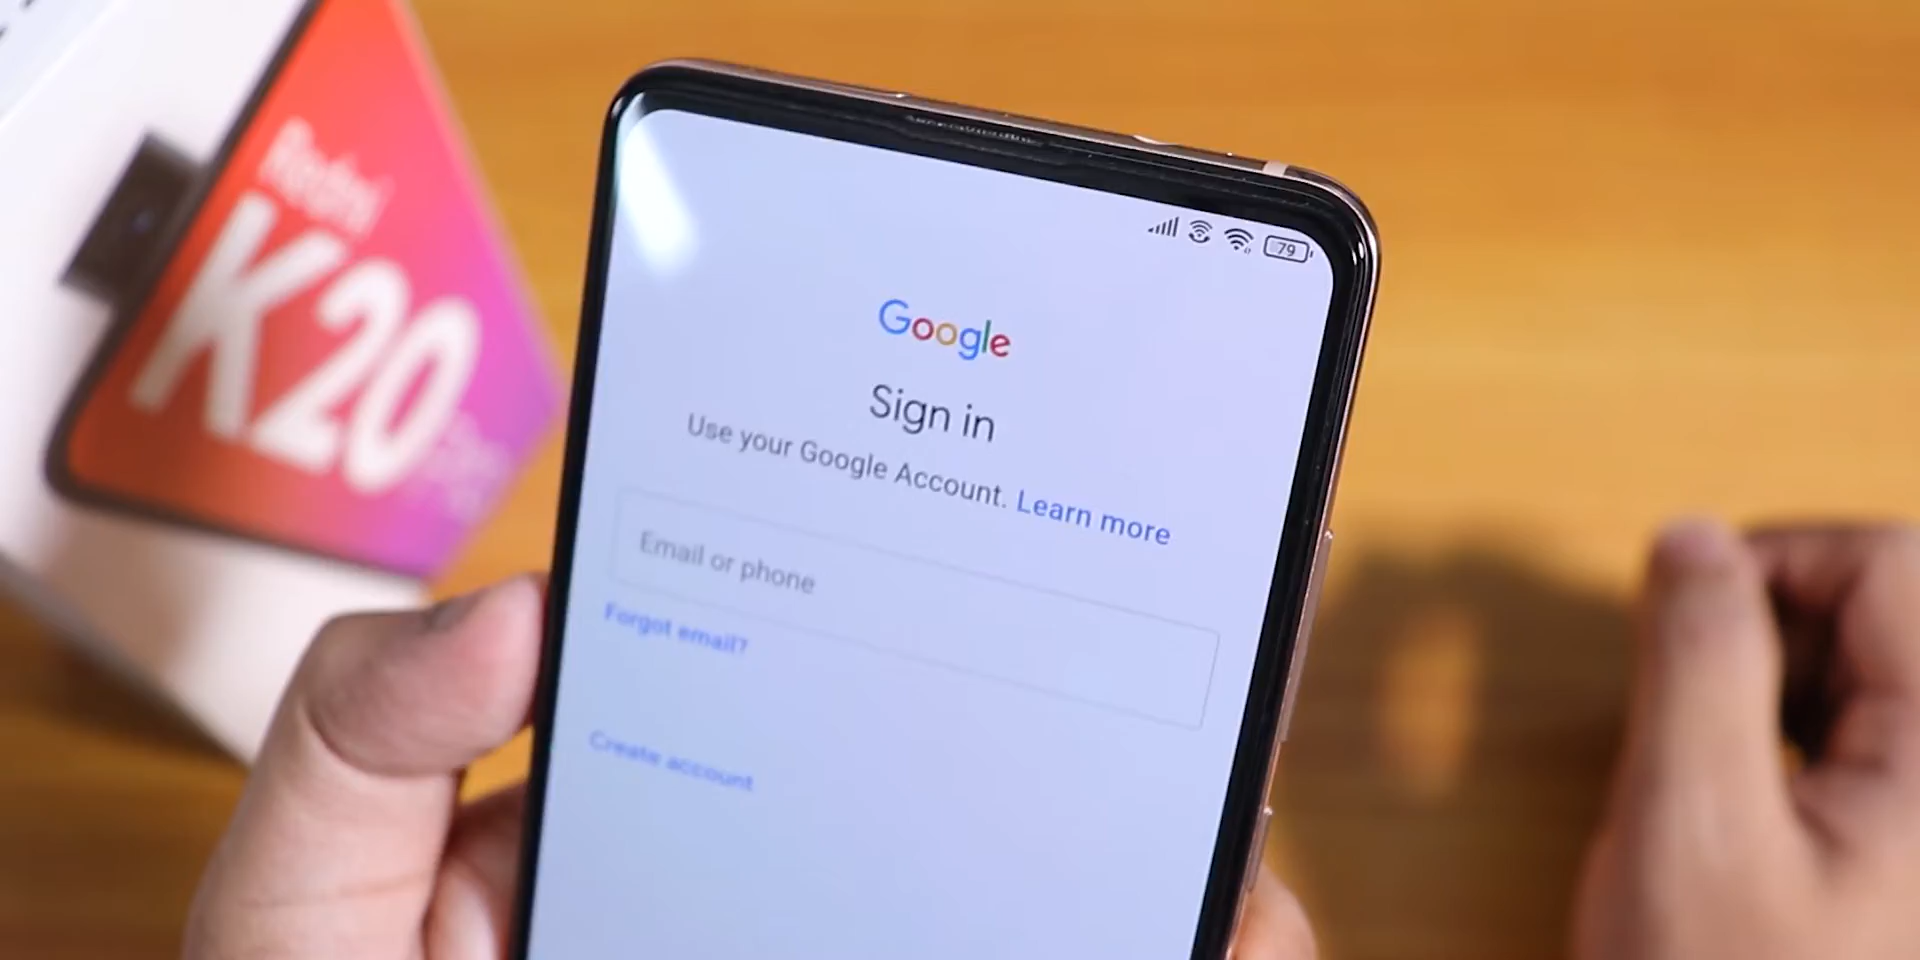 Redmi
K20
79
Google
Sign in
Use your Google Account. Learn more
Email or phone
Forgot email?
Create account